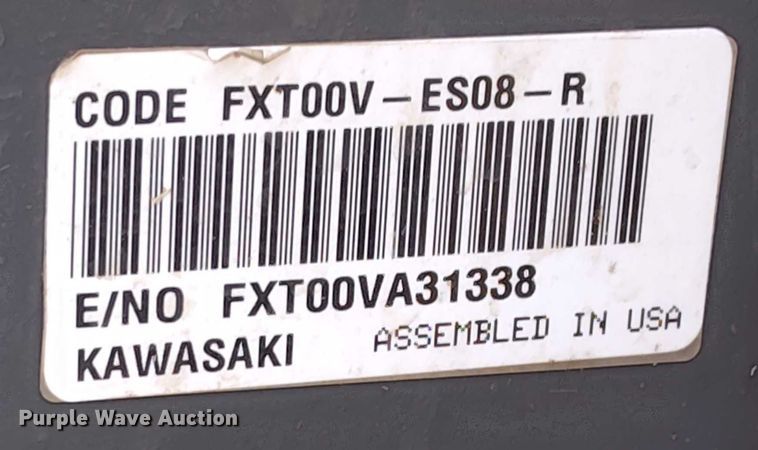 CODE FXT00V-ES08-R
E/NO FXT00VA31338
KAWASAKI ASSEMBLED IN USA
Purple Wave Auction